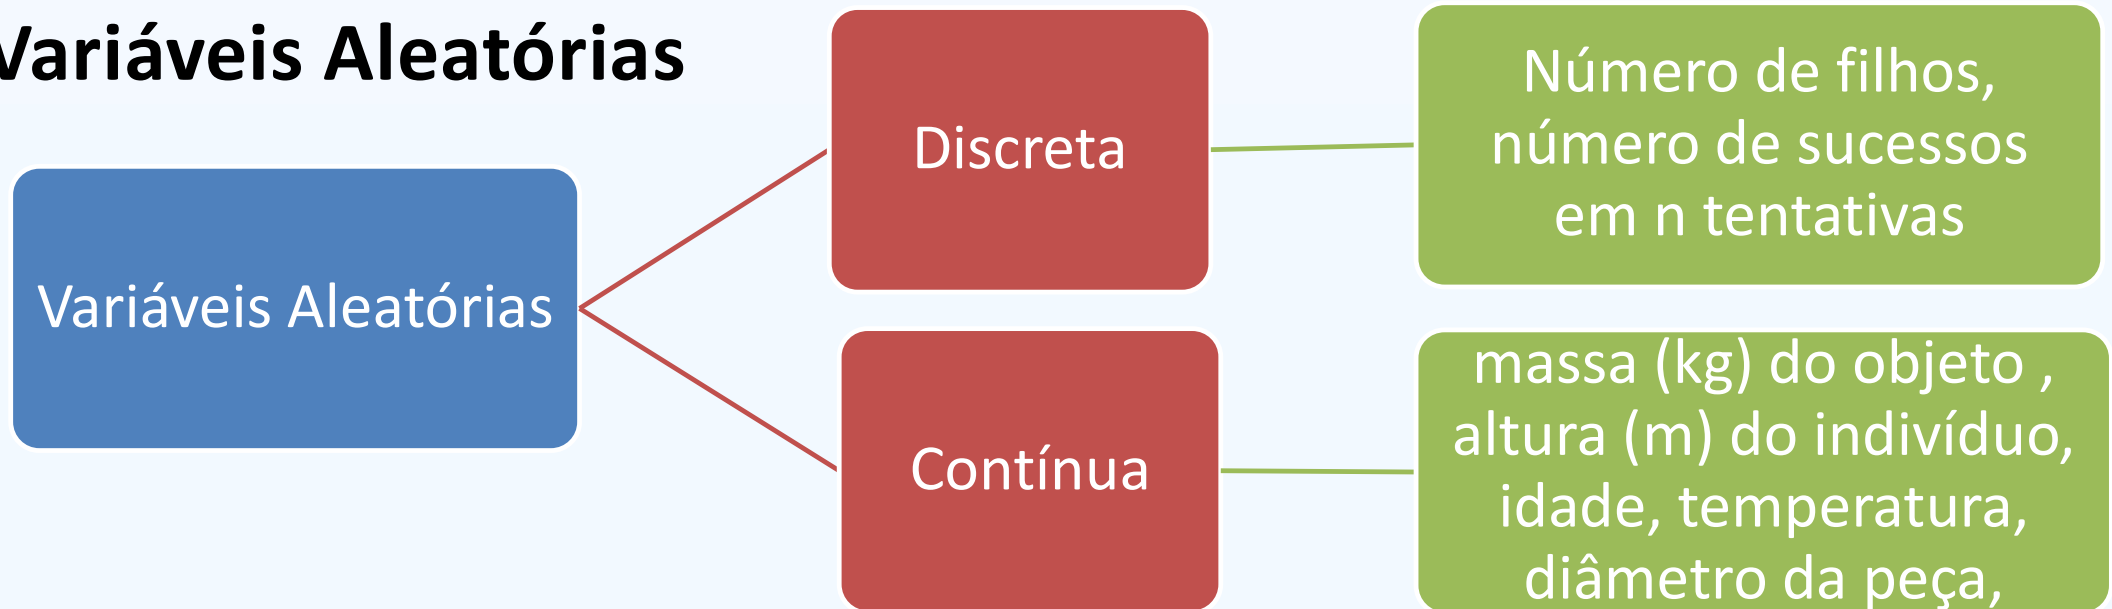 Variáveis Aleatórias
Variáveis Aleatórias
Discreta
Número de filhos,
número de sucessos
em n tentativas
Contínua
massa (kg) do objeto ,
altura (m) do indivíduo,
idade, temperatura,
diâmetro da peça,